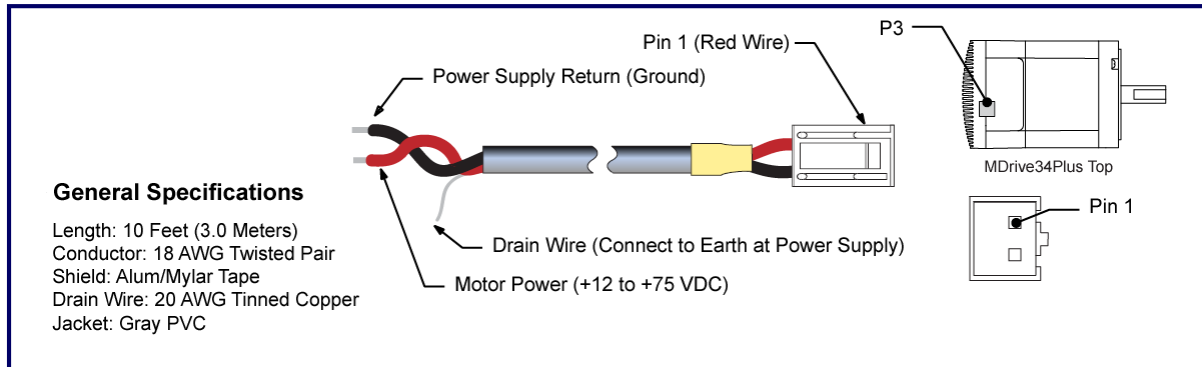 P3
Pin 1 (Red Wire)
Power Supply Return (Ground)
MDrive34Plus Top
General Specifications
Pin 1
Length: 10 Feet (3.0 Meters)
Conductor: 18 AWG Twisted Pair
Shield: Alum/Mylar Tape
Drain Wire: 20 AWG Tinned Copper
Jacket: Gray PVC
Drain Wire (Connect to Earth at Power Supply)
Motor Power (+12 to +75 VDC)